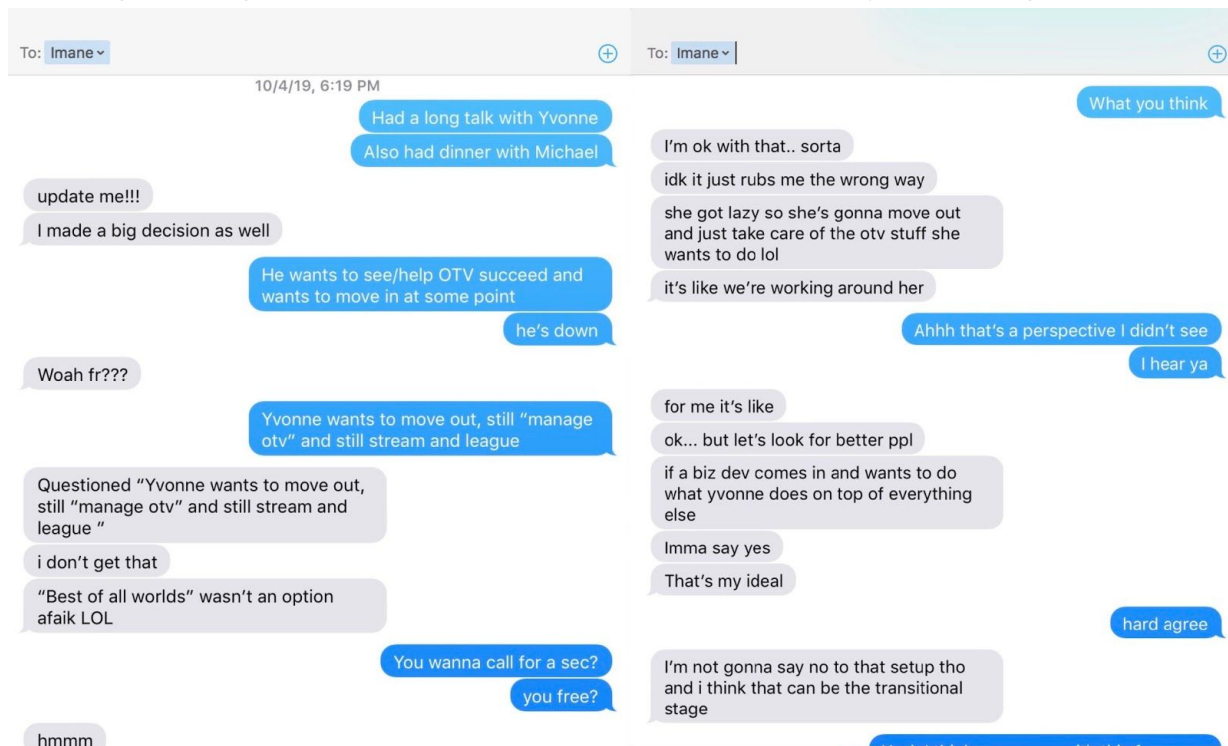 To: Imane
10/4/19, 6:19 PM
Had a long talk with Yvonne
Also had dinner with Michael
update me!!!
I made a big decision as well
He wants to see/help OTV succeed and
wants to move in at some point
he's down
Woah fr???
Yvonne wants to move out, still “manage
otv” and still stream and league
Questioned “Yvonne wants to move out,
still “manage otv” and still stream and
league ”
i don't get that
“Best of all worlds” wasn't an option
afaik LOL
You wanna call for a sec?
you free?
hmmm
To: Imane
What you think
I'm ok with that.. sorta
idk it just rubs me the wrong way
she got lazy so she's gonna move out
and just take care of the otv stuff she
wants to do lol
it's like we're working around her
Ahhh that's a perspective I didn't see
I hear ya
for me it's like
ok... but let's look for better ppl
if a biz dev comes in and wants to do
what yvonne does on top of everything
else
Imma say yes
That's my ideal
hard agree
I'm not gonna say no to that setup tho
and i think that can be the transitional
stage